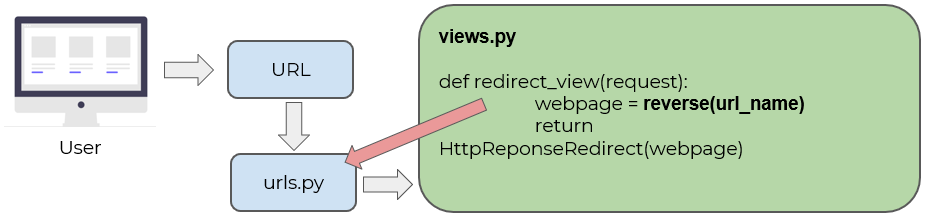 User
URL
urls.py
views.py
def redirect_view(request):
webpage = reverse(url_name)
return
HttpReponseRedirect(webpage)